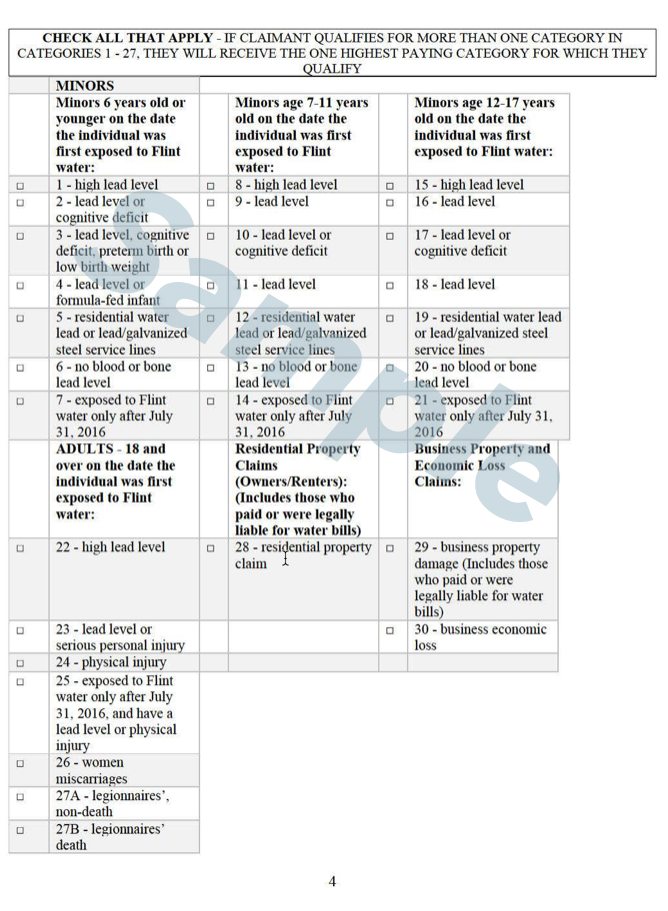 CHECK ALL THAT APPLY - IF CLAIMANT QUALIFIES FOR MORE THAN ONE CATEGORY IN
CATEGORIES 1 - 27, THEY WILL RECEIVE THE ONE HIGHEST PAYING CATEGORY FOR WHICH THEY
QUALIFY
MINORS
Minors 6 years old or
younger on the date
the individual was
first exposed to Flint
water:
Minors age 7-11 years
old on the date the
individual was first
exposed to Flint
water:
Minors age 12-17 years
old on the date the
individual was first
exposed to Flint water:
1 - high lead level
8 - high lead level
15 - high lead level
2 - lead level or
cognitive deficit
9 - lead level
16 - lead level
3 - lead level, cognitive
deficit, preterm birth or
low birth weight
10 - lead level or
cognitive deficit
17 - lead level or
cognitive deficit
4 - lead level or
formula-fed infant
11 - lead level
18 - lead level
5 - residential water
lead or lead/galvanized
steel service lines
12 - residential water
lead or lead/galvanized
steel service lines
19 - residential water lead
or lead/galvanized steel
service lines
6 - no blood or bone
lead level
13 - no blood or bone
lead level
20 - no blood or bone
lead level
7 - exposed to Flint
water only after July
31, 2016
14 - exposed to Flint
water only after July
31, 2016
21 - exposed to Flint
water only after July 31,
2016
ADULTS - 18 and
over on the date the
individual was first
exposed to Flint
water:
Residential Property
Claims
(Owners/Renters):
(Includes those who
paid or were legally
liable for water bills)
Business Property and
Economic Loss
Claims:
22 - high lead level
28 - residential property
claim
29 - business property
damage (Includes those
who paid or were
legally liable for water
bills)
23 - lead level or
serious personal injury
30 - business economic
loss
24 - physical injury
25 - exposed to Flint
water only after July
31, 2016, and have a
lead level or physical
injury
26 - women
miscarriages
27A - legionnaires',
non-death
27B - legionnaires'
death
Sample
4